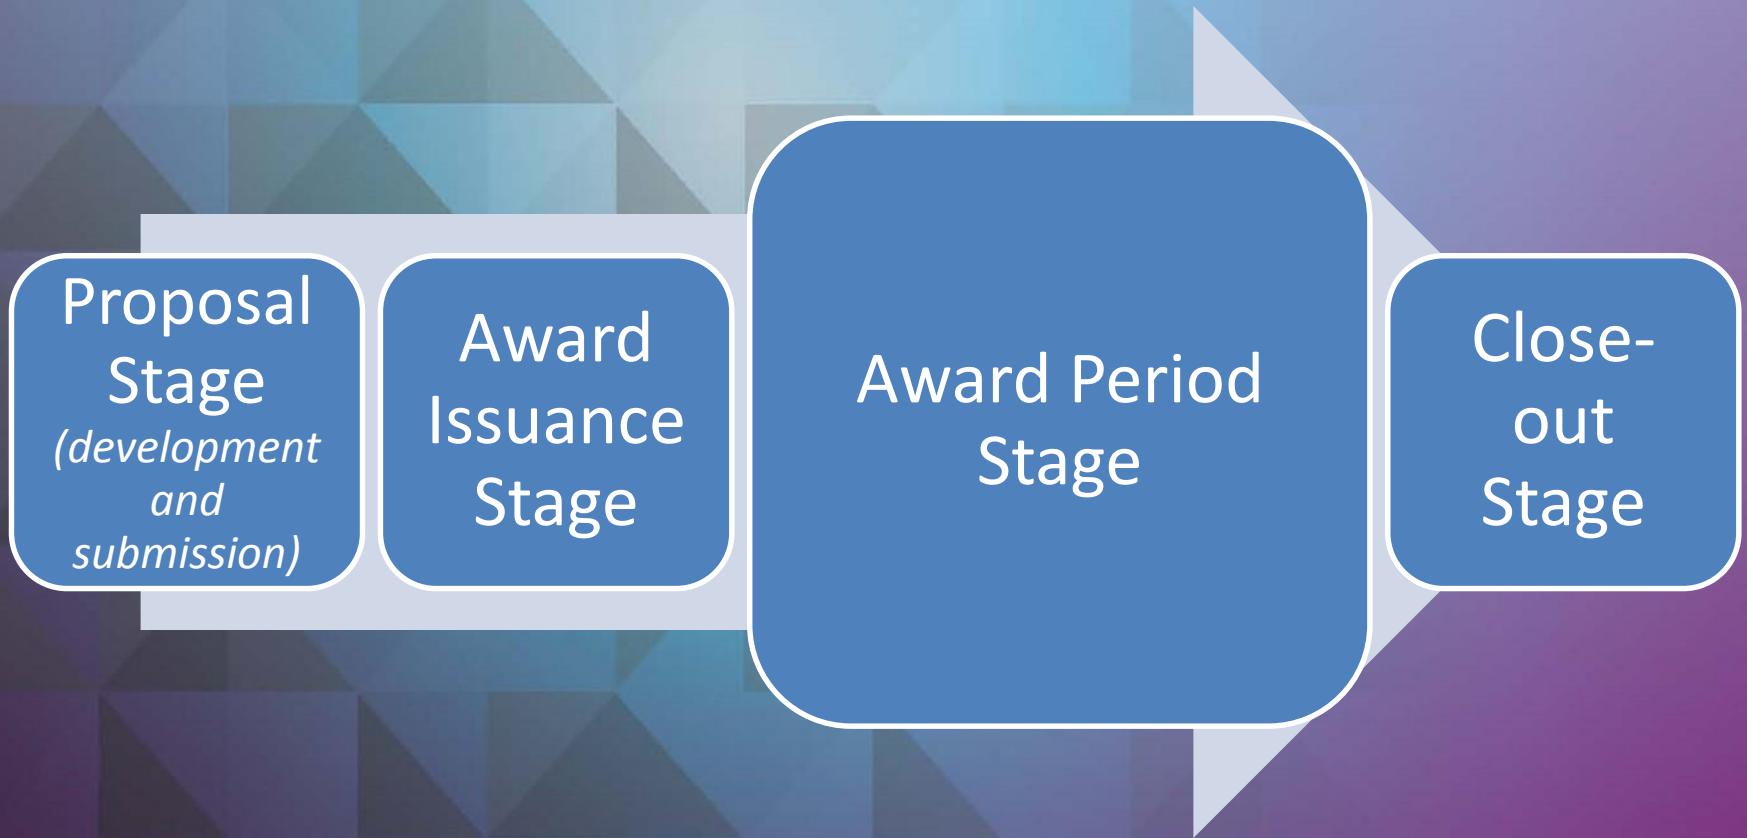 Proposal
Stage
(development
and
submission)
Award
Issuance
Stage
Award Period
Stage
Close-
out
Stage